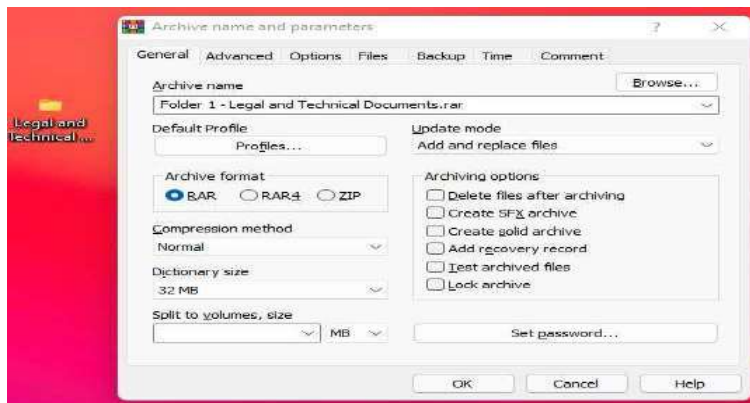 Archive name and parameters ? ×
General Advanced Options Files Backup Time Comment
Archive name Browse...
Folder 1 - Legal and Technical Documents.rar
Legal and
Technical ...
Default Profile Update mode
Profiles... Add and replace files
Archive format Archiving options
RAR RAR4 ZIP Delete files after archiving
Create SFX archive
Compression method Create solid archive
Normal Add recovery record
Dictionary size Test archived files
32 MB Lock archive
Split to volumes, size
MB Set password...
OK Cancel Help